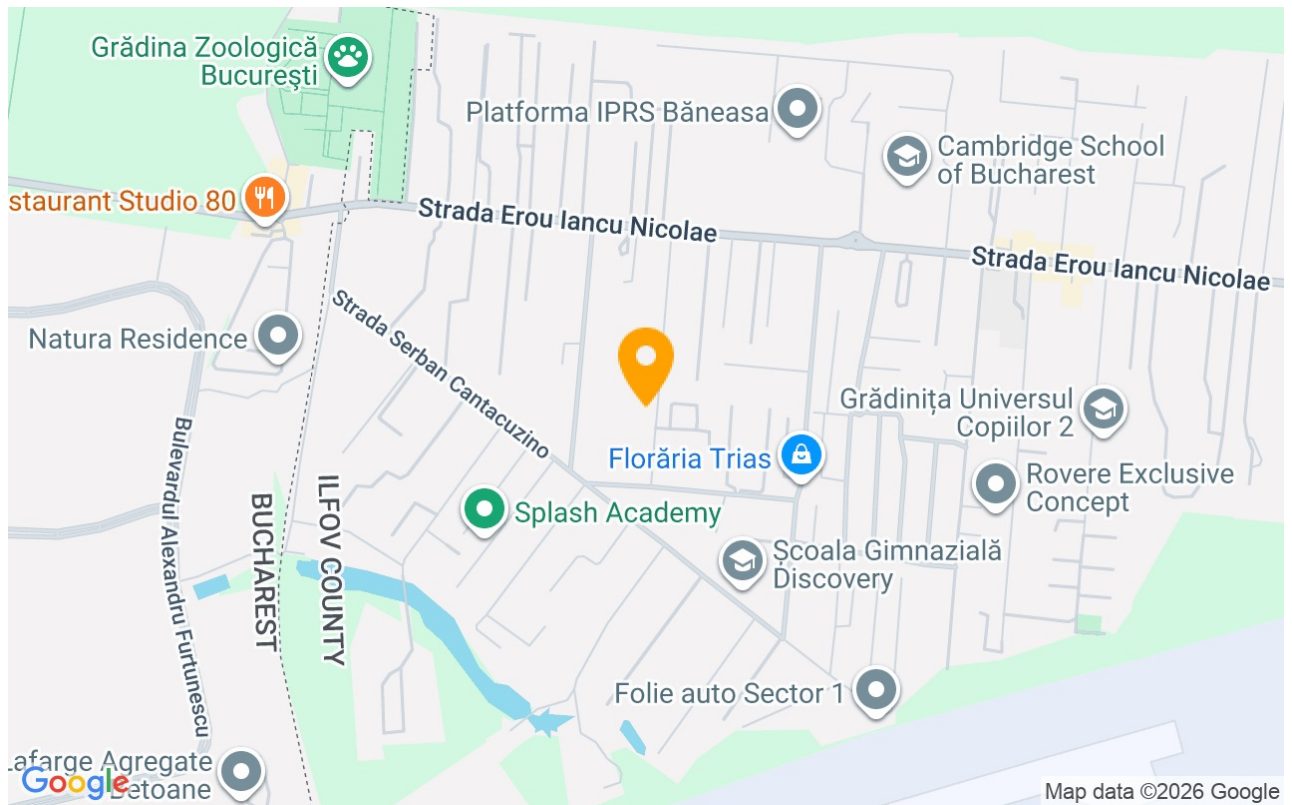 Grădina Zoologică
Bucureşti
Platforma IPRS Băneasa
Cambridge School
of Bucharest
staurant Studio 80
Strada Erou Iancu Nicolae
Strada Erou Iancu Nicolae
Strada Serban Cantacuzino
Natura Residence
Grădinița Universul
Copiilor 2
Florăria Trias
Rovere Exclusive
Concept
Bulevardul Alexandru Furtunescu
BUCHAREST
ILFOV COUNTY
Splash Academy
Școala Gimnazială
Discovery
Folie auto Sector 1
Lafarge Agregate
Betoane
Google
Map data ©2026 Google